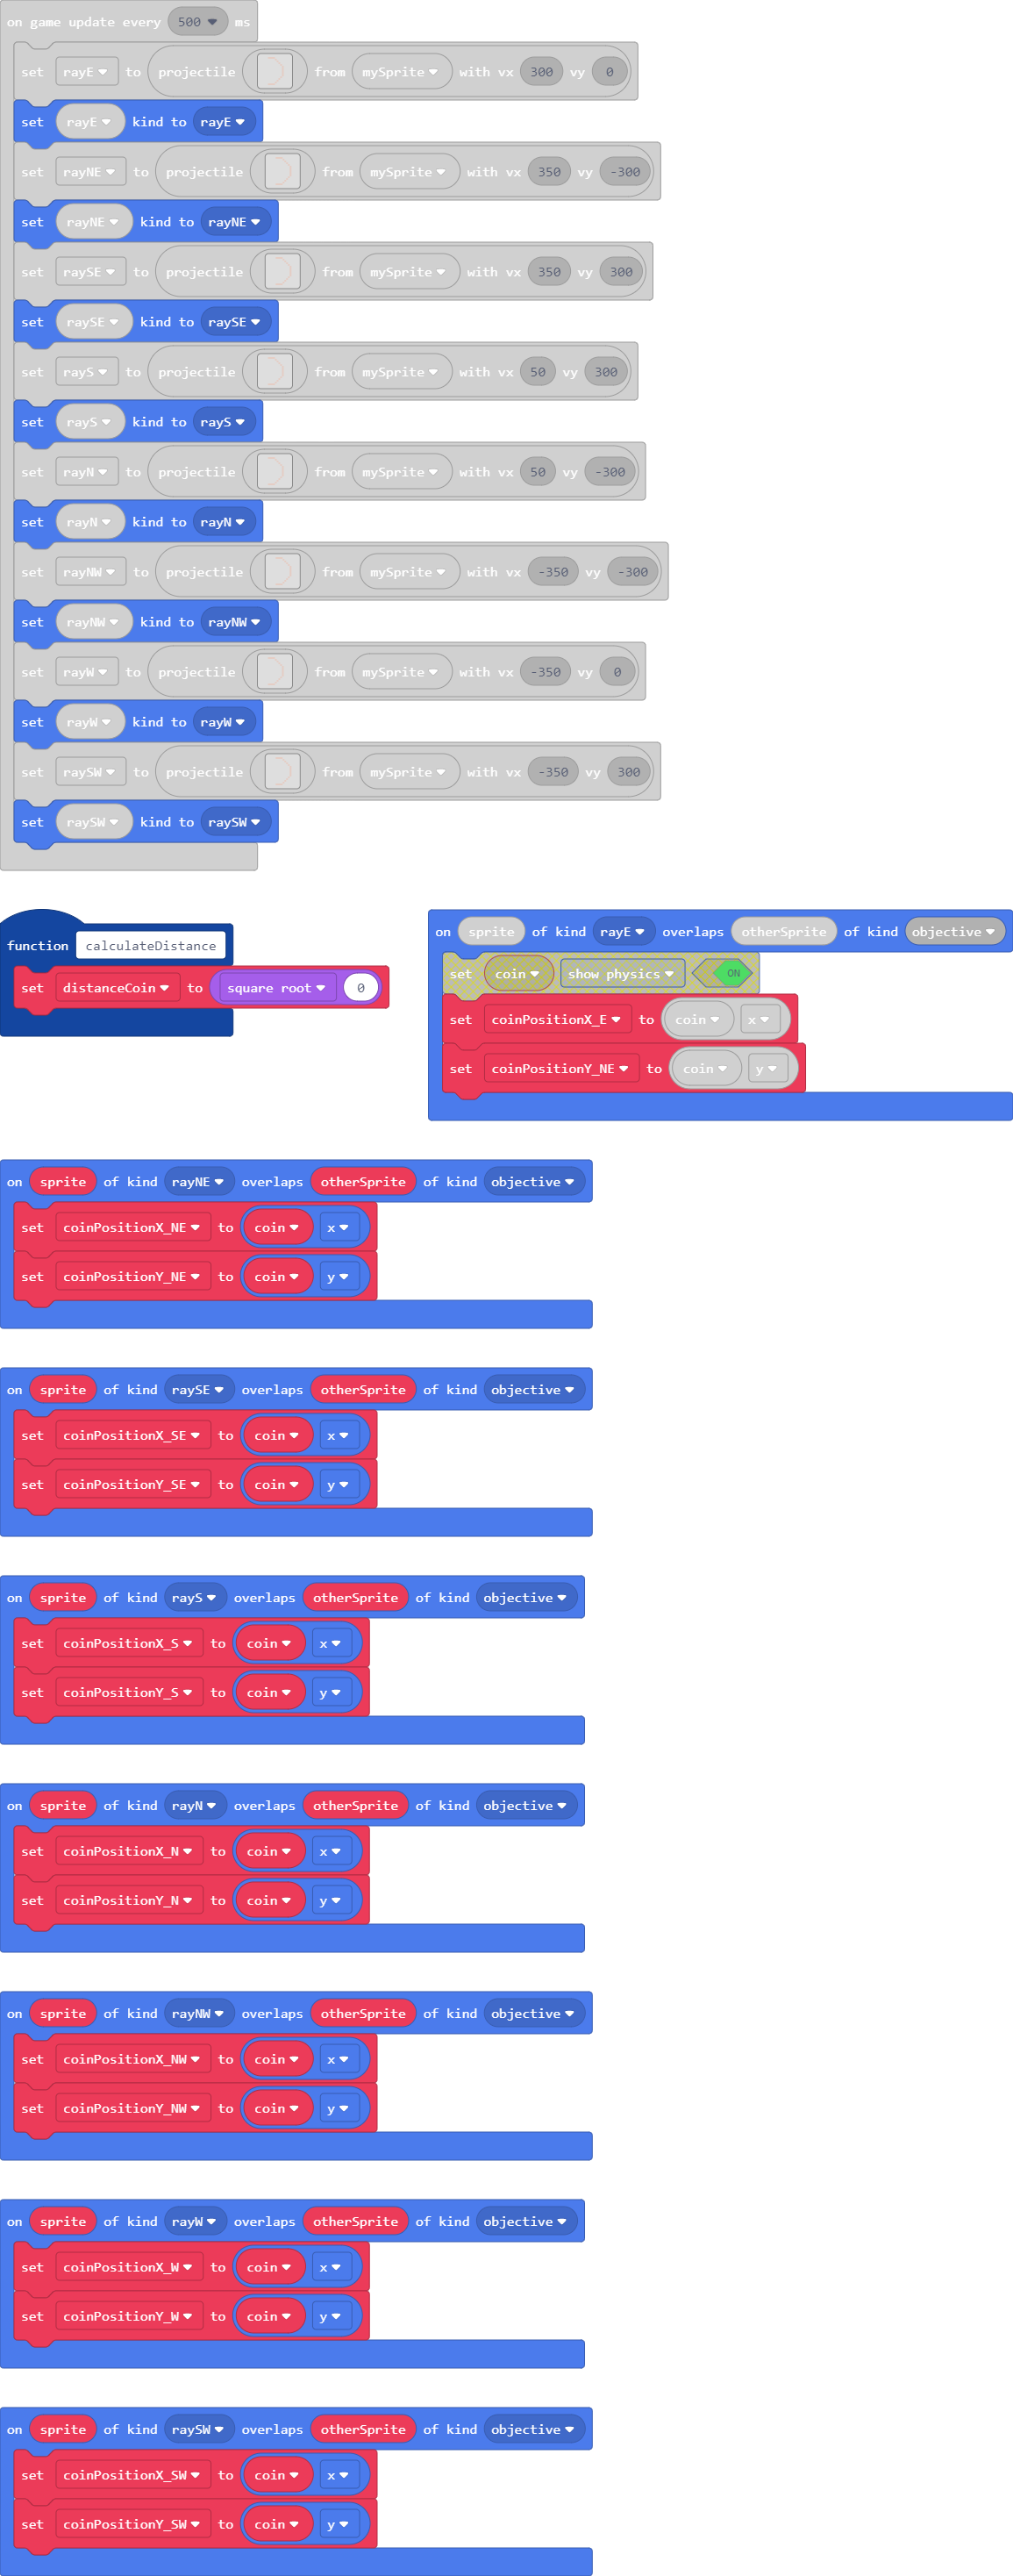 on game update every 500 ms
set rayE to projectile from mySprite with vx 300 vy 0
set rayE kind to rayE
set rayNE to projectile from mySprite with vx 350 vy -300
set rayNE kind to rayNE
set raySE to projectile from mySprite with vx 350 vy 300
set raySE kind to raySE
set rayS to projectile from mySprite with vx 50 vy 300
set rayS kind to rayS
set rayN to projectile from mySprite with vx 50 vy -300
set rayN kind to rayN
set rayNW to projectile from mySprite with vx -350 vy -300
set rayNW kind to rayNW
set rayW to projectile from mySprite with vx -350 vy 0
set rayW kind to rayW
set raySW to projectile from mySprite with vx -350 vy 300
set raySW kind to raySW
function calculateDistance
set distanceCoin to square root 0
on sprite of kind rayE overlaps otherSprite of kind objective
set coin show physics ON
set coinPositionX_E to coin x
set coinPositionY_NE to coin y
on sprite of kind rayNE overlaps otherSprite of kind objective
set coinPositionX_NE to coin x
set coinPositionY_NE to coin y
on sprite of kind raySE overlaps otherSprite of kind objective
set coinPositionX_SE to coin x
set coinPositionY_SE to coin y
on sprite of kind rayS overlaps otherSprite of kind objective
set coinPositionX_S to coin x
set coinPositionY_S to coin y
on sprite of kind rayN overlaps otherSprite of kind objective
set coinPositionX_N to coin x
set coinPositionY_N to coin y
on sprite of kind rayNW overlaps otherSprite of kind objective
set coinPositionX_NW to coin x
set coinPositionY_NW to coin y
on sprite of kind rayW overlaps otherSprite of kind objective
set coinPositionX_W to coin x
set coinPositionY_W to coin y
on sprite of kind raySW overlaps otherSprite of kind objective
set coinPositionX_SW to coin x
set coinPositionY_SW to coin y